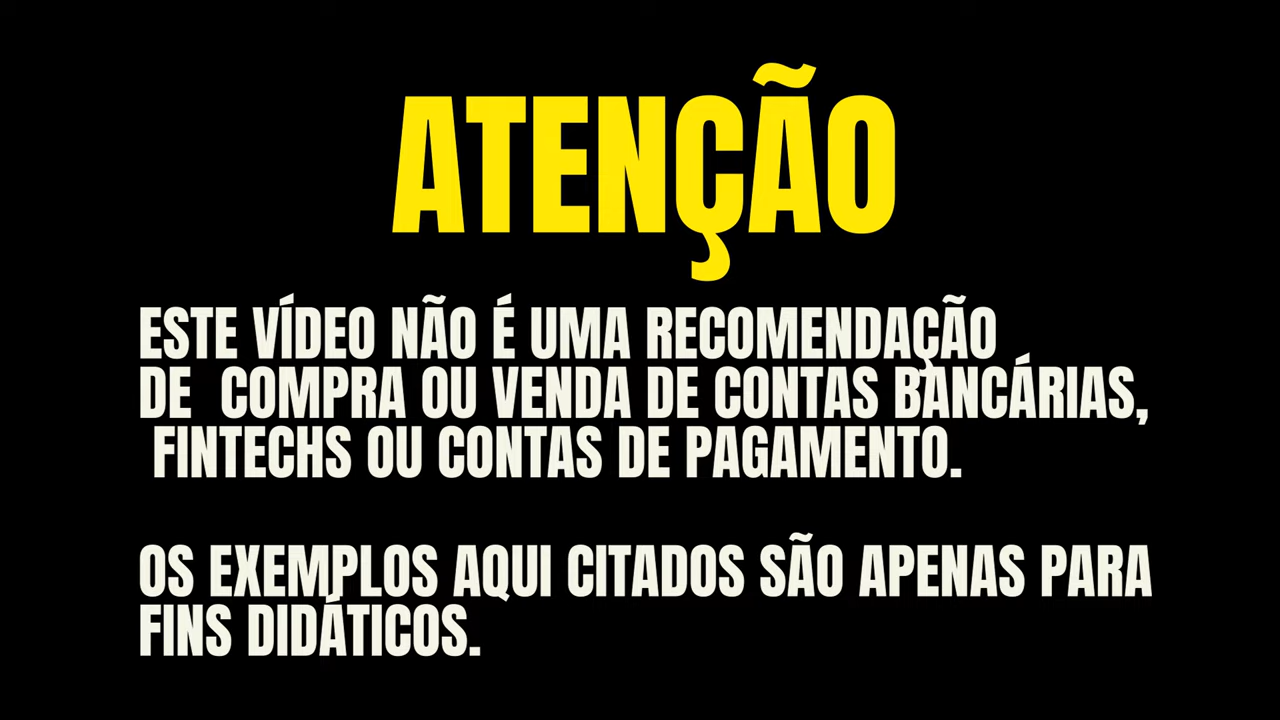 ATENÇÃO
ESTE VÍDEO NÃO É UMA RECOMENDAÇÃO
DE COMPRA OU VENDA DE CONTAS BANCÁRIAS,
FINTECHS OU CONTAS DE PAGAMENTO.
OS EXEMPLOS AQUI CITADOS SÃO APENAS PARA
FINS DIDÁTICOS.